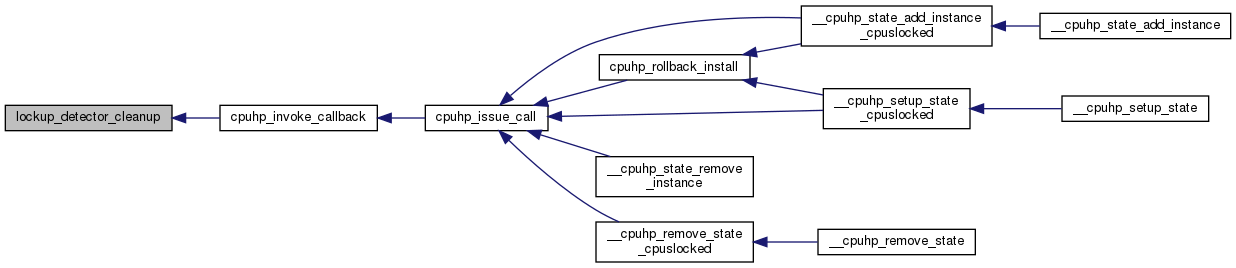 lockup_detector_cleanup
cpuhp_invoke_callback
cpuhp_issue_call
__cpuhp_state_add_instance
_cpuslocked
__cpuhp_state_add_instance
cpuhp_rollback_install
__cpuhp_setup_state
_cpuslocked
__cpuhp_setup_state
__cpuhp_state_remove
_instance
__cpuhp_remove_state
_cpuslocked
__cpuhp_remove_state